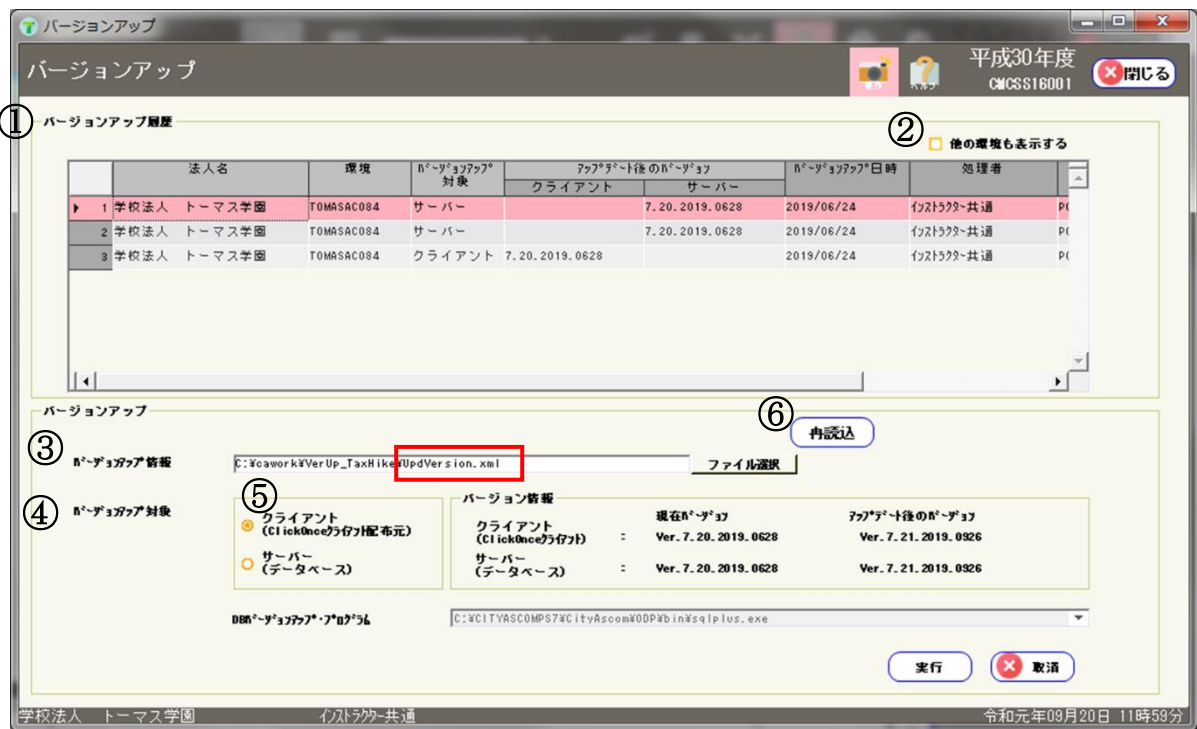 バージョンアップ
バージョンアップ
操作
ヘルプ
平成30年度
CMCSS16001
閉じる
① バージョンアップ履歴
② 他の環境も表示する
法人名 環境 ﾊﾞｰｼﾞｮﾝｱｯﾌﾟ対象 ｱｯﾌﾟﾃﾞｰﾄ後のﾊﾞｰｼﾞｮﾝ ﾊﾞｰｼﾞｮﾝｱｯﾌﾟ日時 処理者
クライアント サーバー
1 学校法人 トーマス学園 TOMASAC084 サーバー 7.20.2019.0628 2019/06/24 ｲﾝｽﾄﾗｸﾀｰ共通 P(
2 学校法人 トーマス学園 TOMASAC084 サーバー 7.20.2019.0628 2019/06/24 ｲﾝｽﾄﾗｸﾀｰ共通 P(
3 学校法人 トーマス学園 TOMASAC084 クライアント 7.20.2019.0628 2019/06/24 ｲﾝｽﾄﾗｸﾀｰ共通 P(
バージョンアップ
⑥ 再読込
③ ﾊﾞｰｼﾞｮﾝｱｯﾌﾟ情報 C:¥cawork¥VerUp_TaxHike¥UpdVersion.xml ファイル選択
④ ﾊﾞｰｼﾞｮﾝｱｯﾌﾟ対象
⑤
クライアント
(ClickOnceｸﾗｲｱﾝﾄ配布元)
サーバー
(データベース)
バージョン情報
現在ﾊﾞｰｼﾞｮﾝ ｱｯﾌﾟﾃﾞｰﾄ後のﾊﾞｰｼﾞｮﾝ
クライアント
(ClickOnceｸﾗｲｱﾝﾄ) : Ver.7.20.2019.0628 Ver.7.21.2019.0926
サーバー
(データベース) : Ver.7.20.2019.0628 Ver.7.21.2019.0926
DBﾊﾞｰｼﾞｮﾝｱｯﾌﾟ･ﾌﾟﾛｸﾞﾗﾑ C:¥CITYASCOMPS7¥CityAscom¥ODP¥bin¥sqlplus.exe
実行 取消
学校法人 トーマス学園 ｲﾝｽﾄﾗｸﾀｰ共通 令和元年09月20日 11時59分